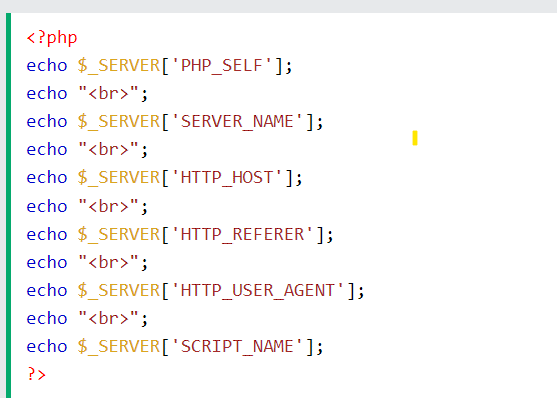 <?php
echo $_SERVER['PHP_SELF'];
echo "<br>";
echo $_SERVER['SERVER_NAME'];
echo "<br>";
echo $_SERVER['HTTP_HOST'];
echo "<br>";
echo $_SERVER['HTTP_REFERER'];
echo "<br>";
echo $_SERVER['HTTP_USER_AGENT'];
echo "<br>";
echo $_SERVER['SCRIPT_NAME'];
?>